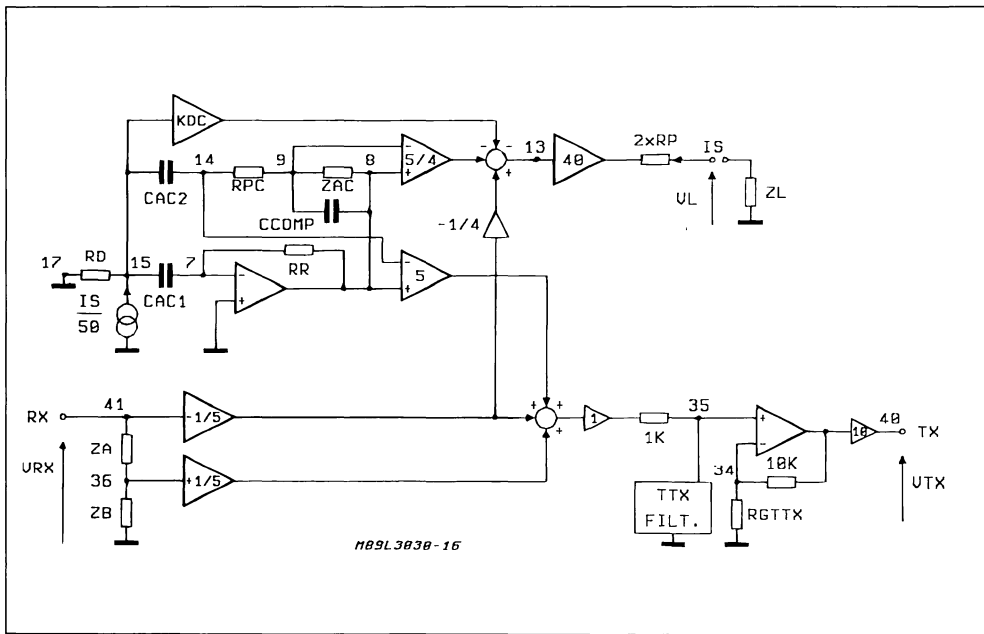 KDC
14
9
8
5/4
-
+
-
-
+
13
40
2xRP
IS
CAC2
RPC
ZAC
CCOMP
VL
ZL
-1/4
17
RD
15
7
RR
-
+
-
+
5
IS
50
CAC1
RX
41
-1/5
+
+
+
1
1K
35
+
-
10
40
TX
VRX
ZA
36
+1/5
34
10K
VTX
ZB
TTX
FILT.
RGTTX
M89L3030-16